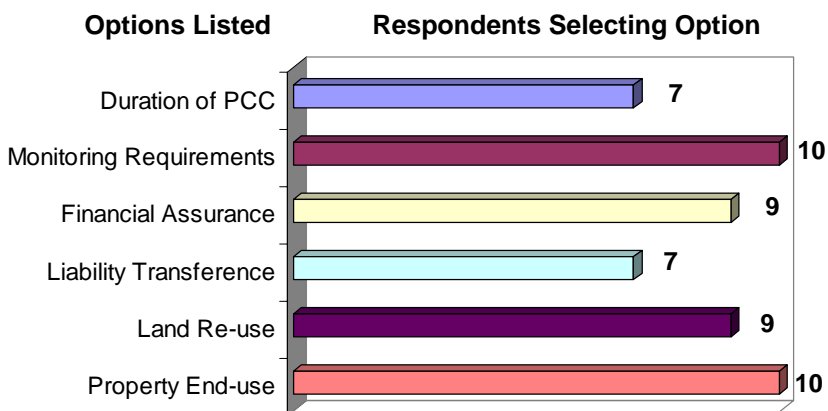 Options Listed Respondents Selecting Option
Duration of PCC 7
Monitoring Requirements 10
Financial Assurance 9
Liability Transference 7
Land Re-use 9
Property End-use 10